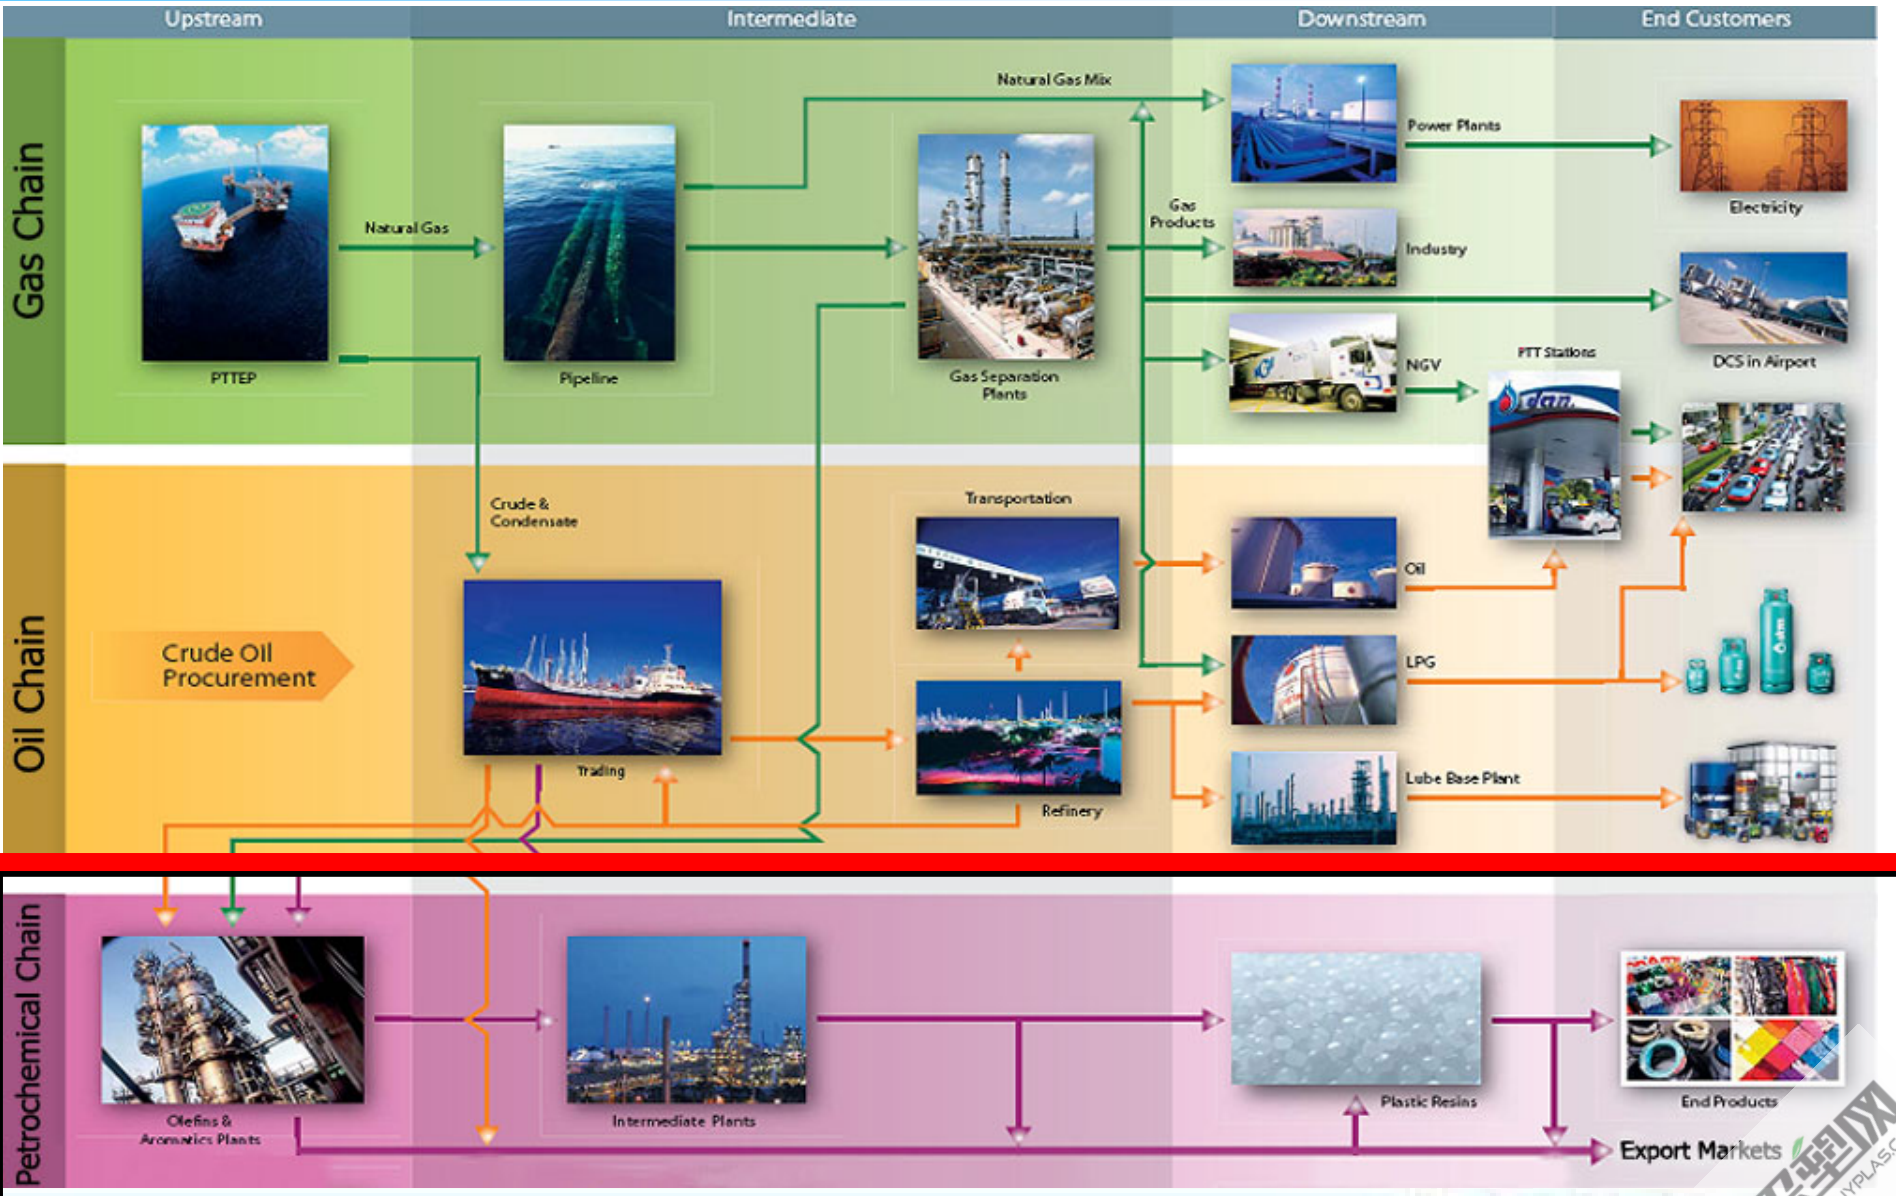 Upstream
Intermediate
Downstream
End Customers
Gas Chain
Natural Gas Mix
Power Plants
Electricity
Natural Gas
Gas
Products
Industry
PTTEP
Pipeline
Gas Separation
Plants
NGV
PTT Stations
DCS in Airport
Oil Chain
Crude &
Condensate
Transportation
Crude Oil
Procurement
Oil
LPG
Trading
Refinery
Lube Base Plant
Petrochemical Chain
Olefins &
Aromatics Plants
Intermediate Plants
Plastic Resins
End Products
Export Markets